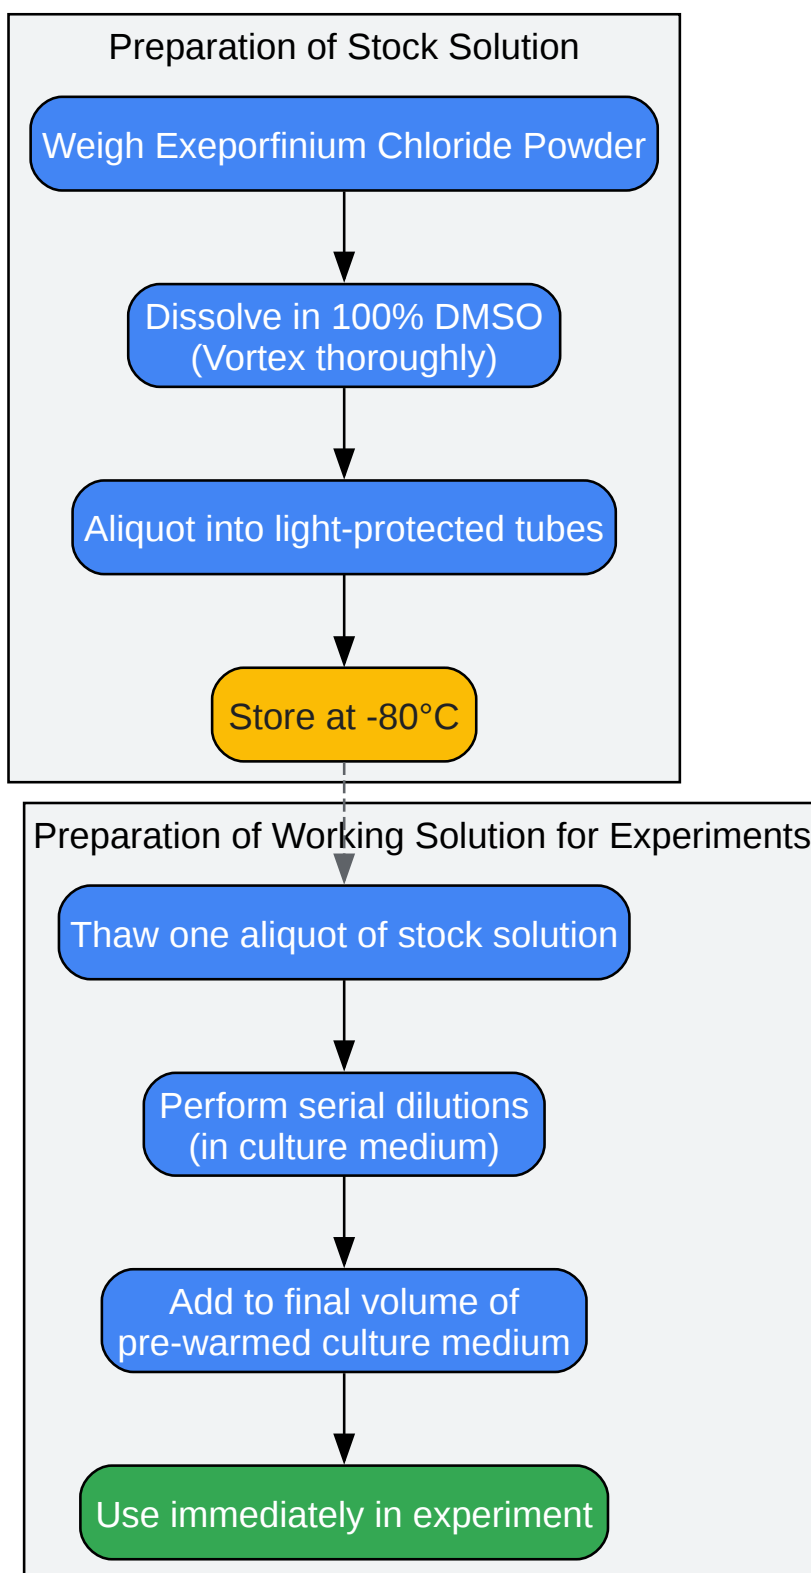 Preparation of Stock Solution
Weigh Exeporfinium Chloride Powder
Dissolve in 100% DMSO
(Vortex thoroughly)
Aliquot into light-protected tubes
Store at -80°C
Preparation of Working Solution for Experiments
Thaw one aliquot of stock solution
Perform serial dilutions
(in culture medium)
Add to final volume of
pre-warmed culture medium
Use immediately in experiment